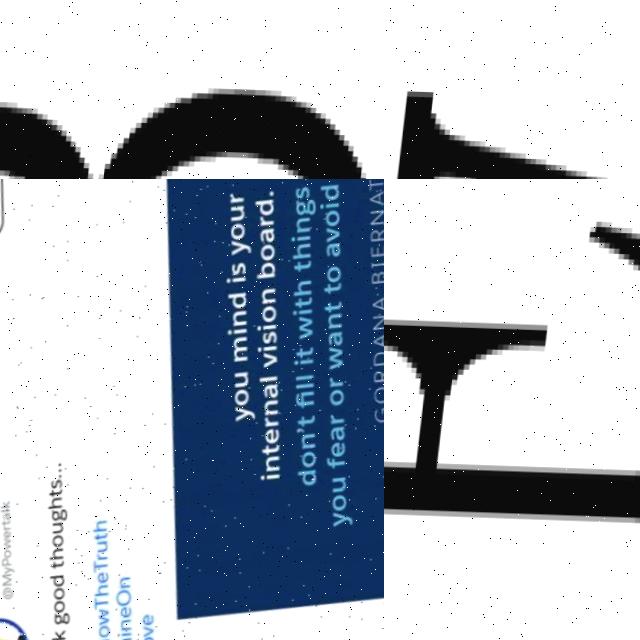 @MyPowertalk
k good thoughts...
owTheTruth
ineOn
ve
you mind is your
internal vision board.
don't fill it with things
you fear or want to avoid
GORDANA BIERNAT